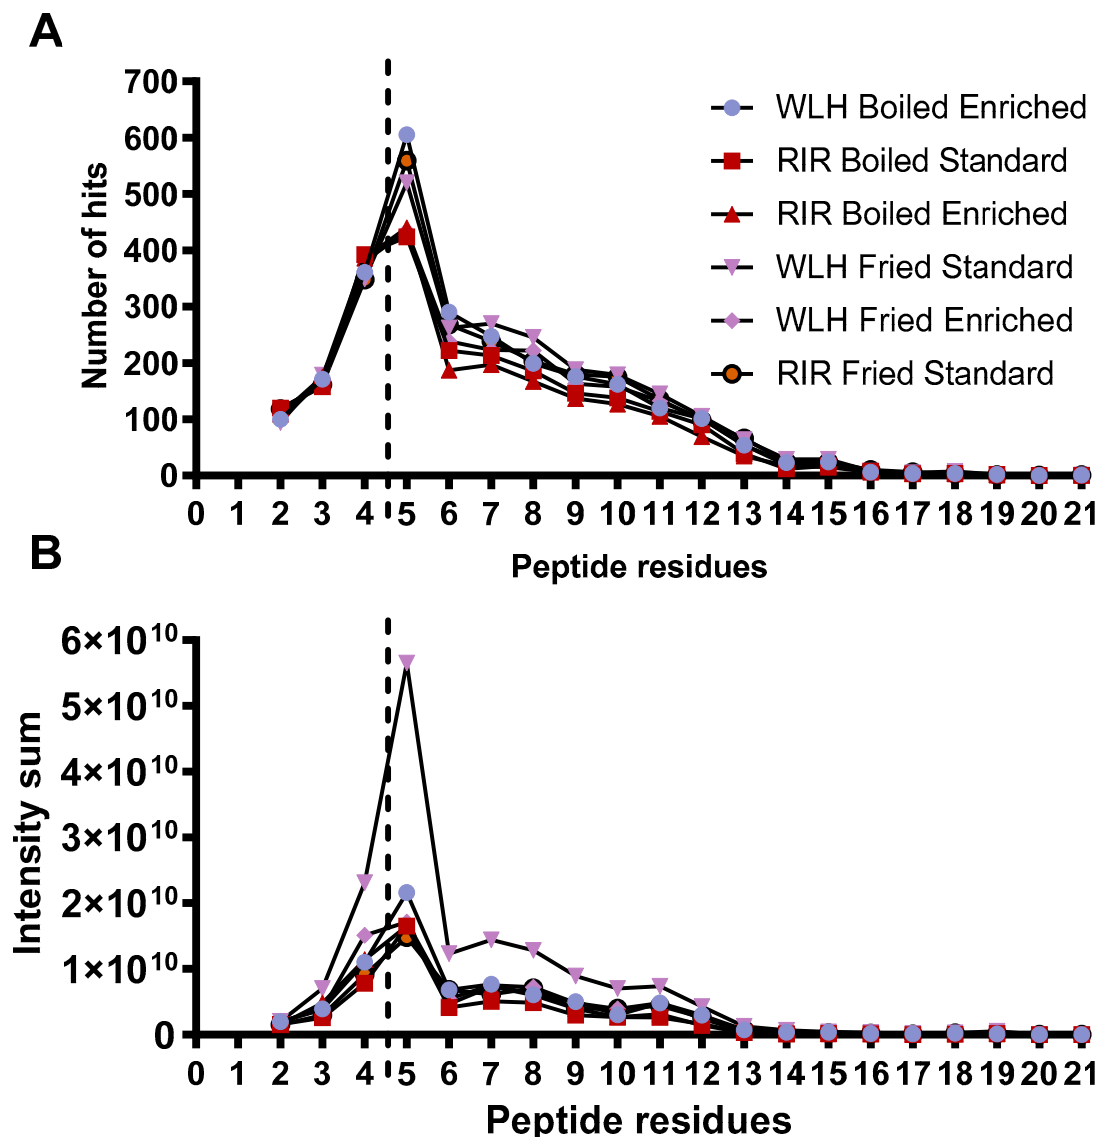 A
700
600
500
400
300
200
100
0
Number of hits
WLH Boiled Enriched
RIR Boiled Standard
RIR Boiled Enriched
WLH Fried Standard
WLH Fried Enriched
RIR Fried Standard
0 1 2 3 4 5 6 7 8 9 10 11 12 13 14 15 16 17 18 19 20 21
Peptide residues
B
6×10¹⁰
5×10¹⁰
4×10¹⁰
3×10¹⁰
2×10¹⁰
1×10¹⁰
0
Intensity sum
0 1 2 3 4 5 6 7 8 9 10 11 12 13 14 15 16 17 18 19 20 21
Peptide residues